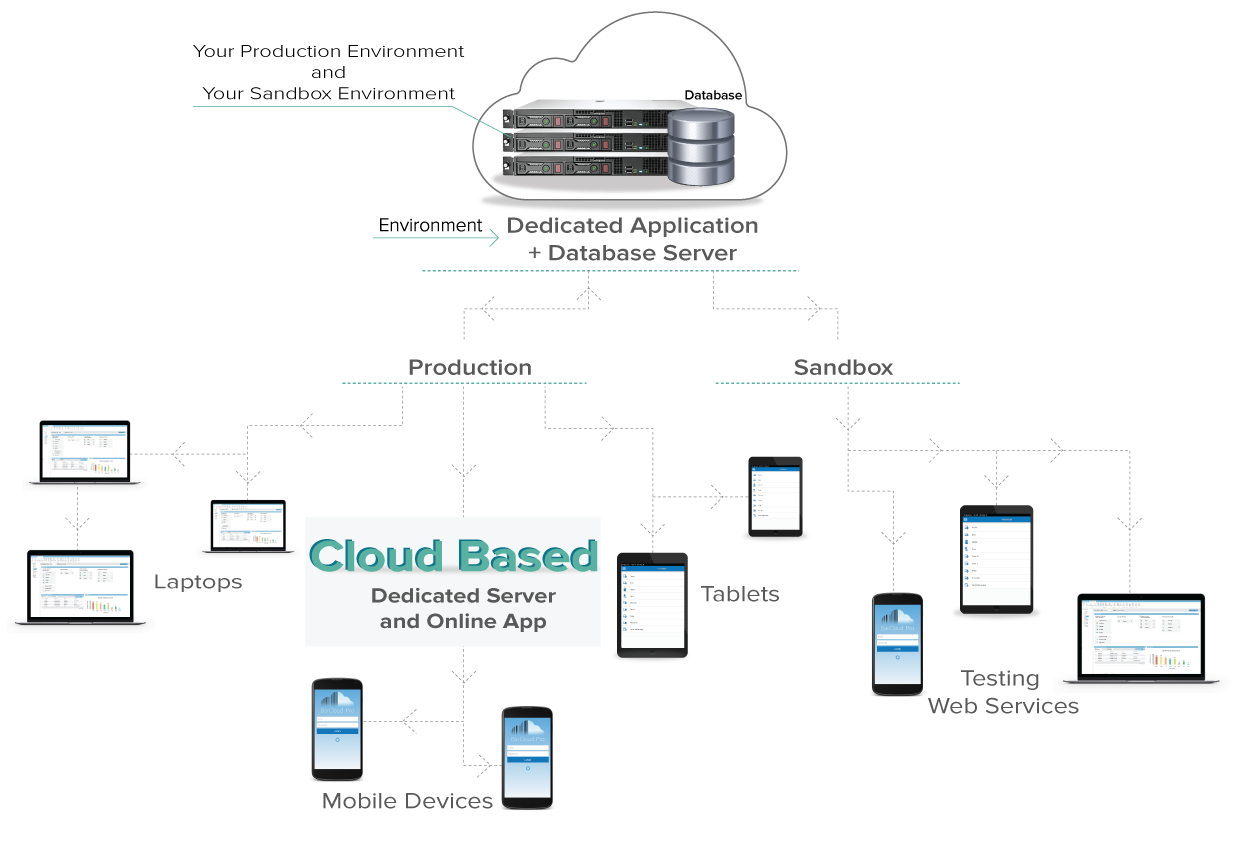 Your Production Environment
and
Your Sandbox Environment
Database
Environment
Dedicated Application
+ Database Server
Production
Sandbox
Cloud Based
Dedicated Server
and Online App
Laptops
Tablets
Testing
Web Services
Mobile Devices